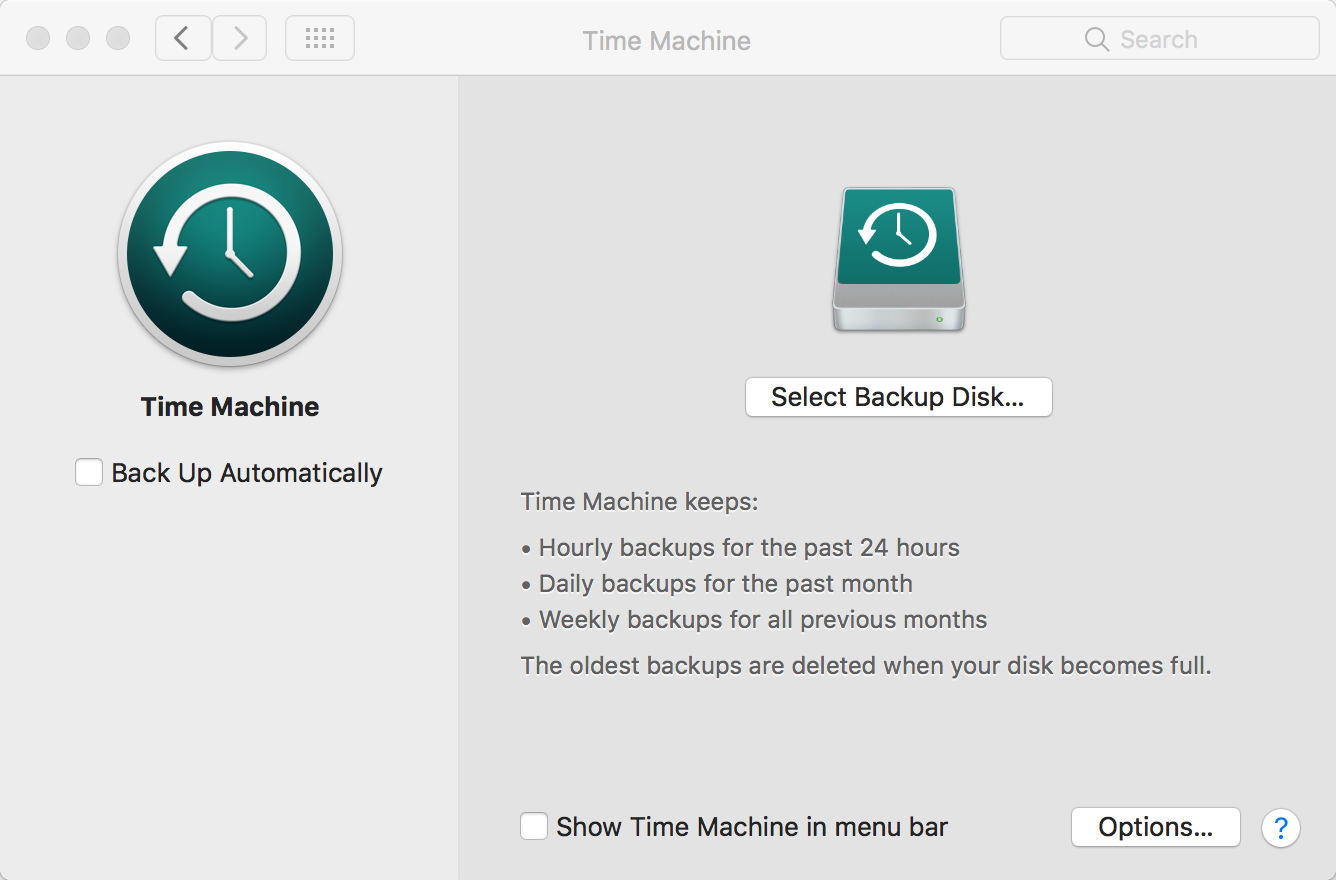 Time Machine
Search
Time Machine
Back Up Automatically
Select Backup Disk...
Time Machine keeps:
• Hourly backups for the past 24 hours
• Daily backups for the past month
• Weekly backups for all previous months
The oldest backups are deleted when your disk becomes full.
Show Time Machine in menu bar
Options...
?